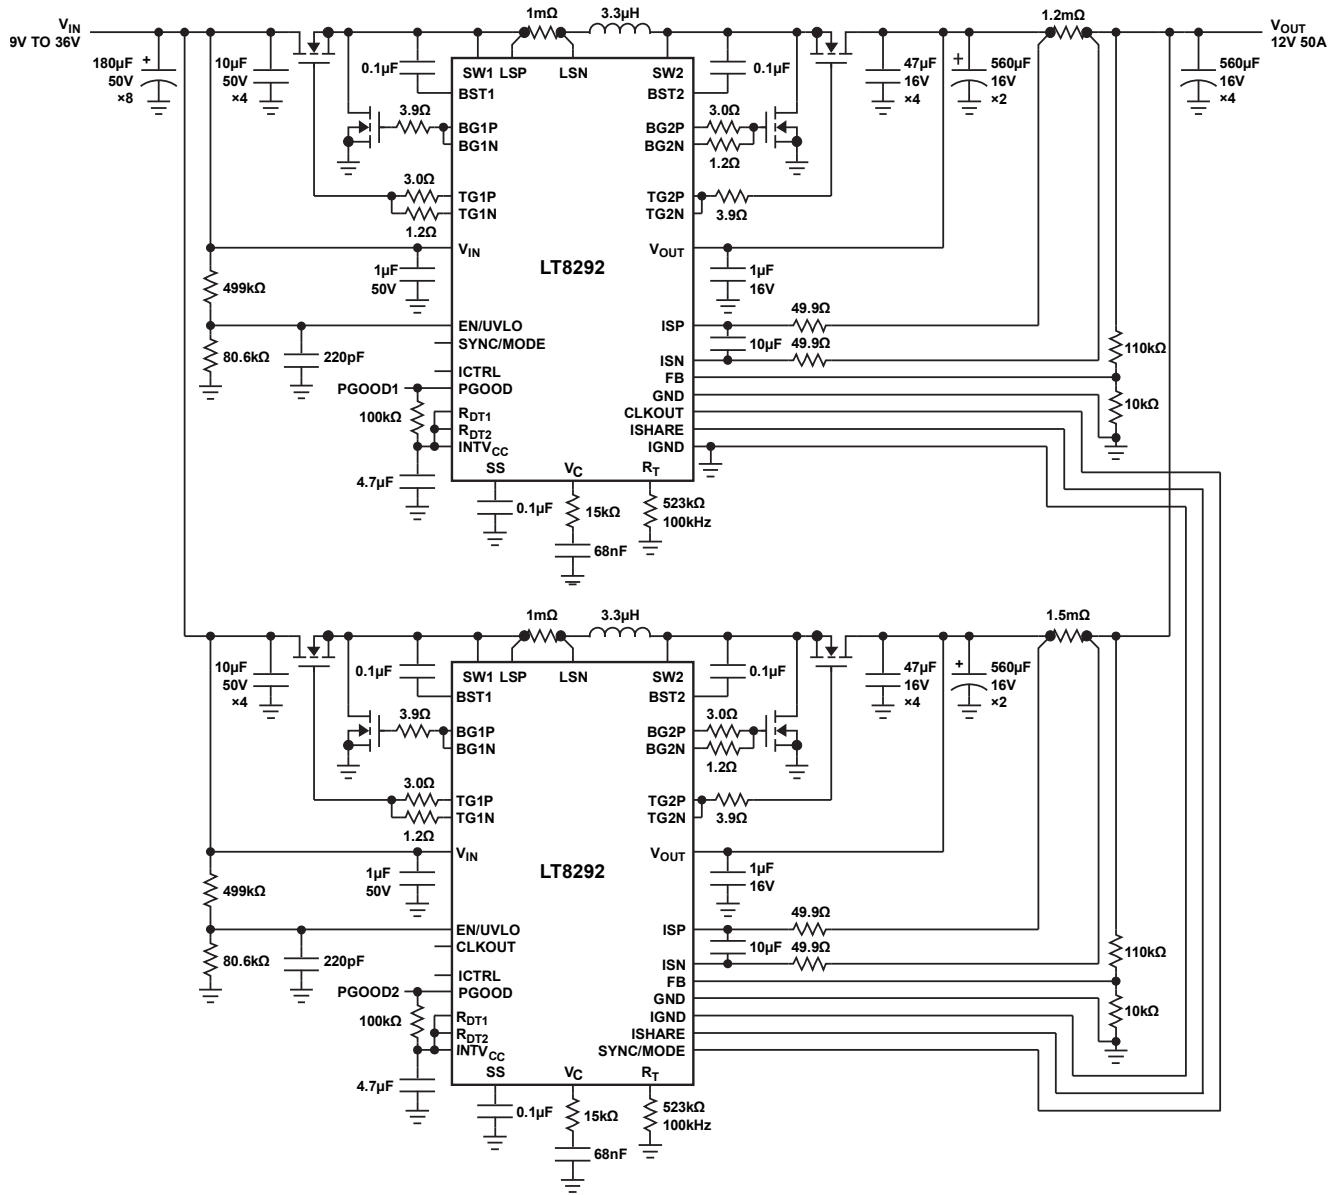 VIN
9V TO 36V
180µF
50V
×8
10µF
50V
×4
0.1µF
1mΩ
3.3µH
SW1
LSP
LSN
SW2
BST1
BST2
0.1µF
47µF
16V
×4
560µF
16V
×2
1.2mΩ
VOUT
12V 50A
560µF
16V
×4
3.9Ω
BG1P
BG1N
BG2P
BG2N
3.0Ω
1.2Ω
3.0Ω
TG1P
TG1N
1.2Ω
TG2P
TG2N
3.9Ω
VIN
1µF
50V
LT8292
VOUT
1µF
16V
499kΩ
80.6kΩ
220pF
EN/UVLO
SYNC/MODE
ICTRL
PGOOD1
PGOOD
100kΩ
RDT1
RDT2
INTVCC
4.7µF
ISP
49.9Ω
10µF
49.9Ω
ISN
FB
GND
CLKOUT
ISHARE
IGND
110kΩ
10kΩ
SS
VC
RT
0.1µF
15kΩ
68nF
523kΩ
100kHz
10µF
50V
×4
0.1µF
1mΩ
3.3µH
SW1
LSP
LSN
SW2
BST1
BST2
0.1µF
47µF
16V
×4
560µF
16V
×2
1.5mΩ
3.9Ω
BG1P
BG1N
BG2P
BG2N
3.0Ω
1.2Ω
3.0Ω
TG1P
TG1N
1.2Ω
TG2P
TG2N
3.9Ω
VIN
1µF
50V
LT8292
VOUT
1µF
16V
499kΩ
80.6kΩ
220pF
EN/UVLO
CLKOUT
ICTRL
PGOOD2
PGOOD
100kΩ
RDT1
RDT2
INTVCC
4.7µF
ISP
49.9Ω
10µF
49.9Ω
ISN
FB
GND
IGND
ISHARE
SYNC/MODE
110kΩ
10kΩ
SS
VC
RT
0.1µF
15kΩ
68nF
523kΩ
100kHz